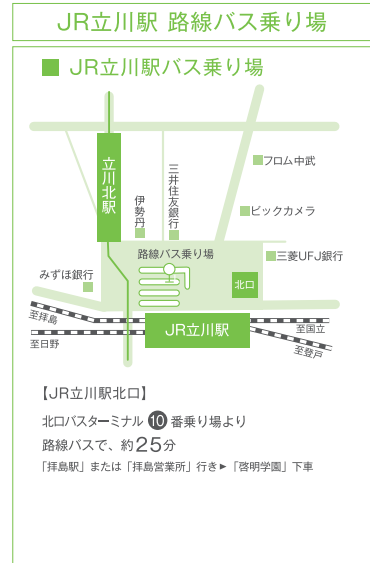 JR立川駅 路線バス乗り場
■ JR立川駅バス乗り場
立川北駅
伊勢丹
三井住友銀行
フロム中武
ビックカメラ
路線バス乗り場
三菱UFJ銀行
みずほ銀行
北口
至拝島
JR立川駅
至国立
至日野
至登戸
【JR立川駅北口】
北口バスターミナル 10 番乗り場より
路線バスで、約25分
「拝島駅」または「拝島営業所」行き▶「啓明学園」下車